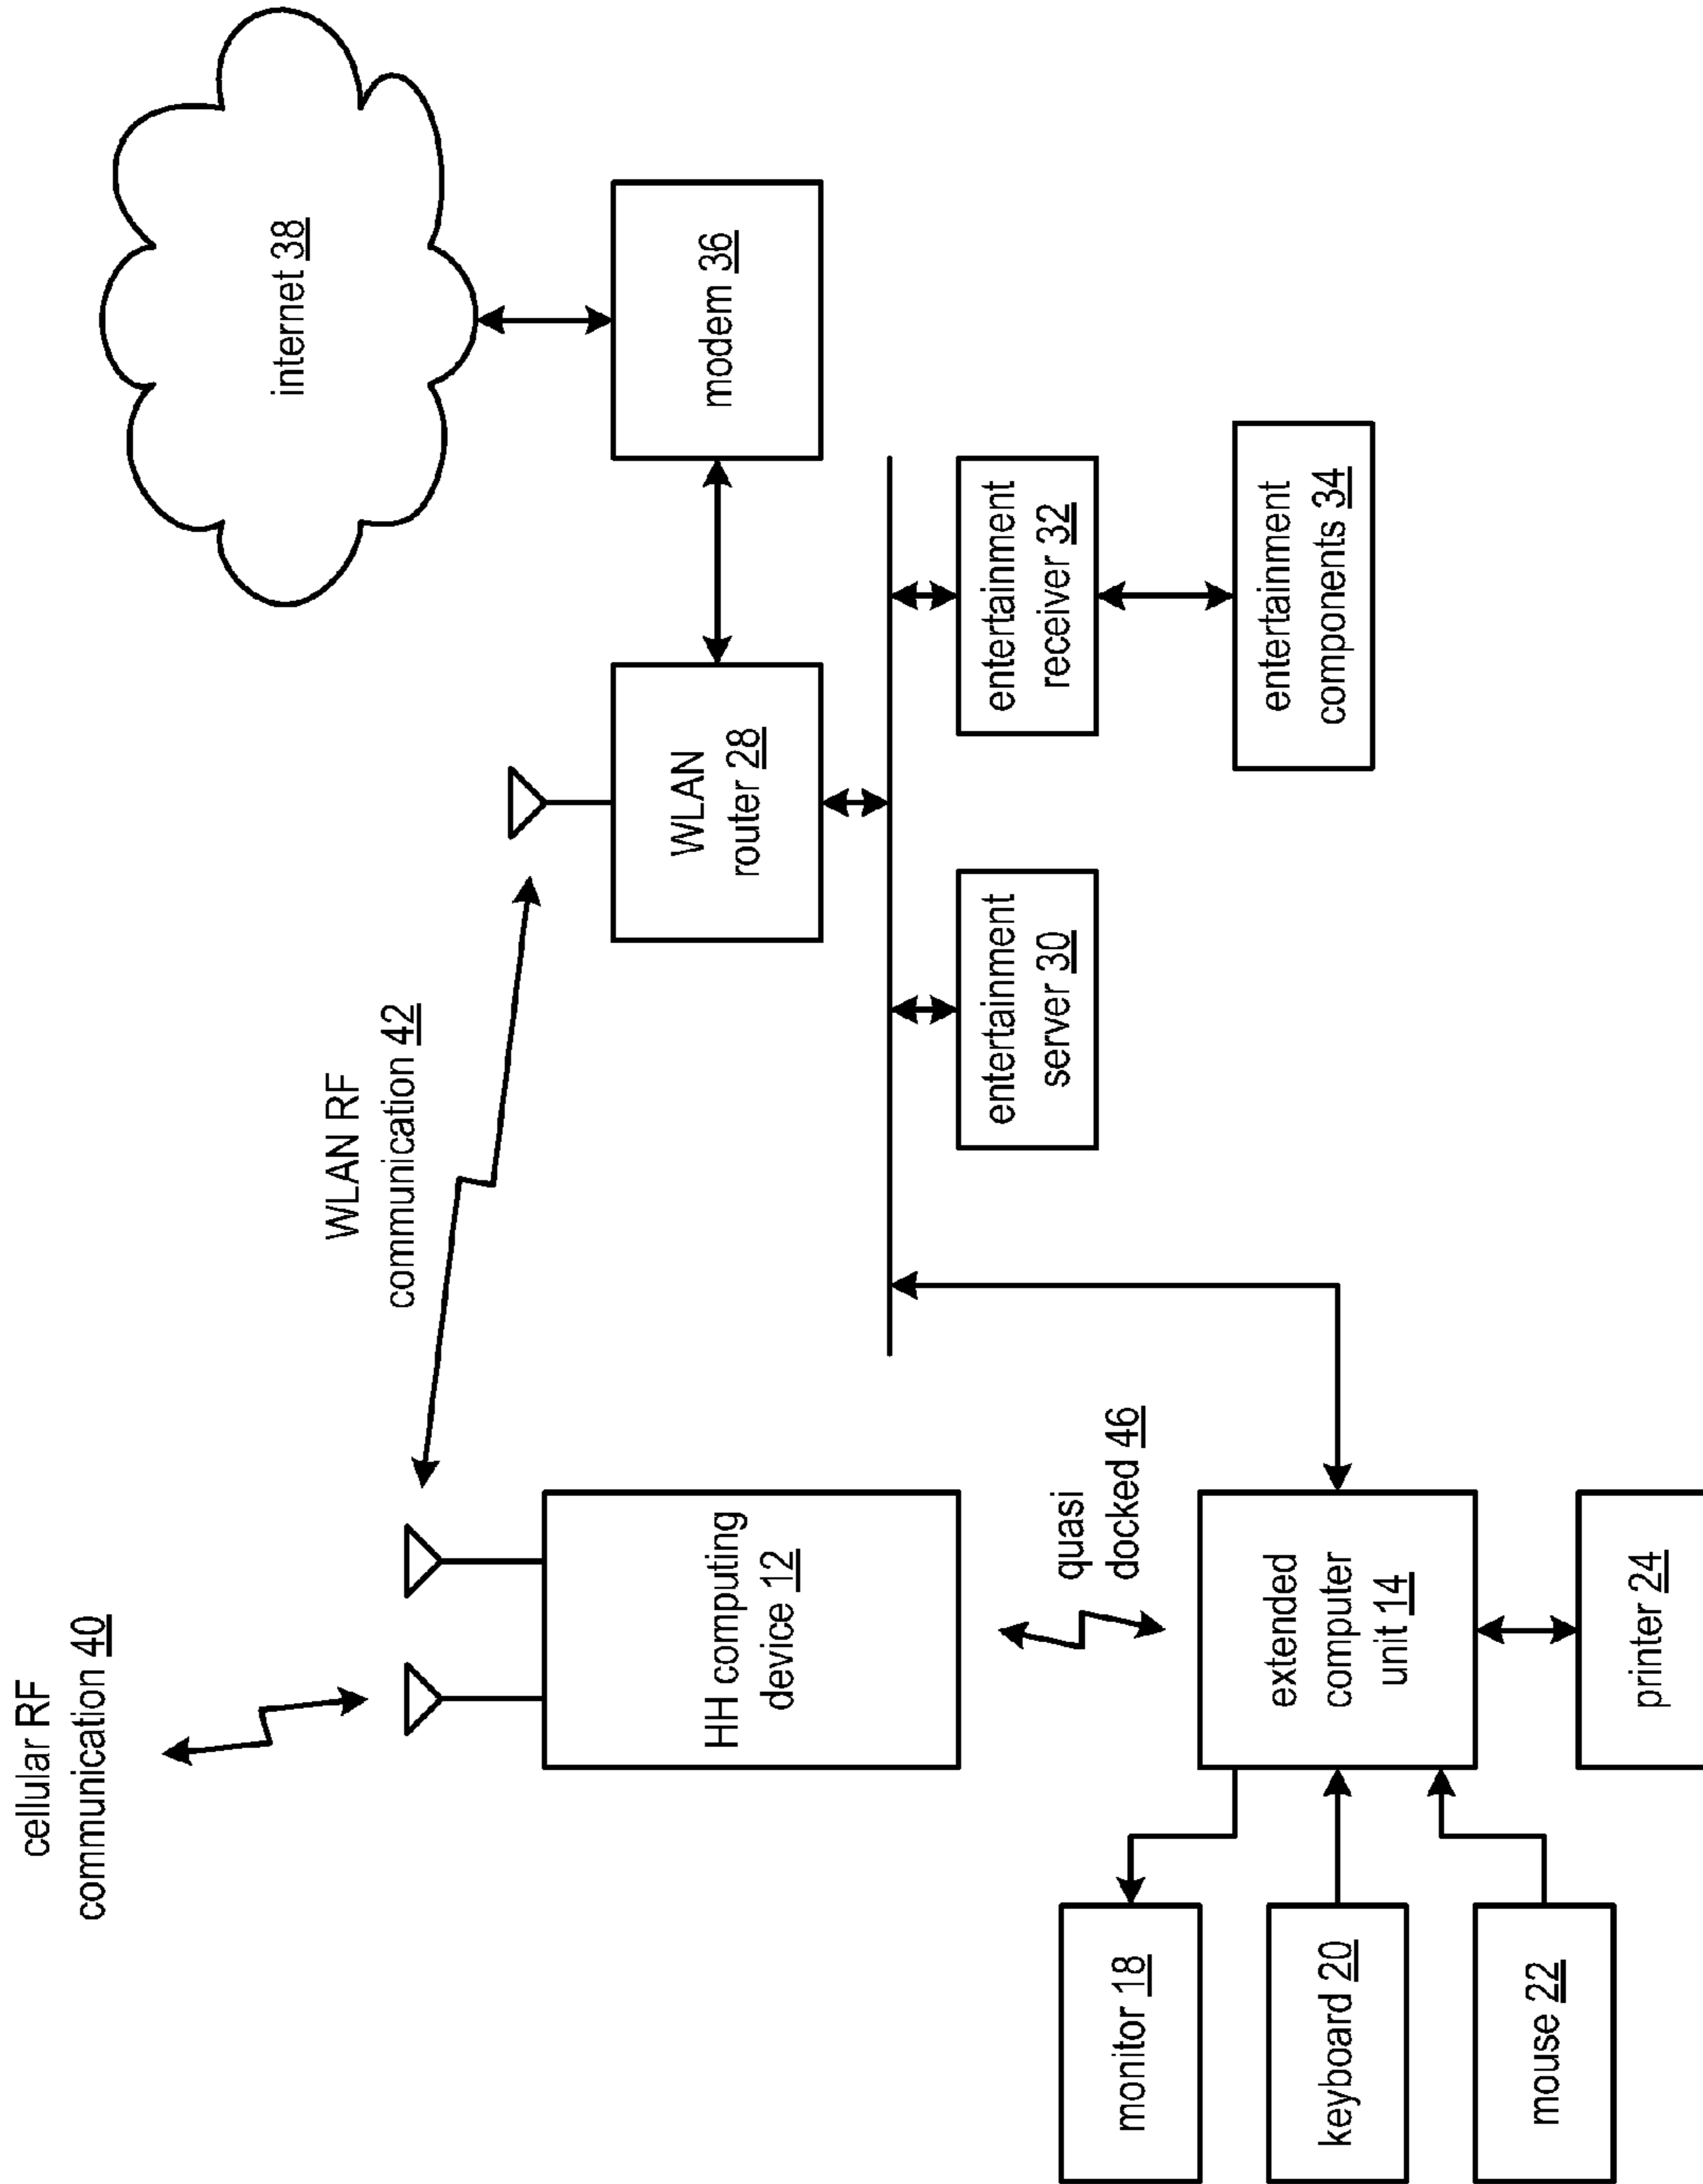 cellular RF
communication 40
WLAN RF
communication 42
internet 38
HH computing
device 12
WLAN
router 28
modem 36
quasi
docked 46
entertainment
server 30
entertainment
receiver 32
monitor 18
keyboard 20
mouse 22
extended
computer
unit 14
entertainment
components 34
printer 24